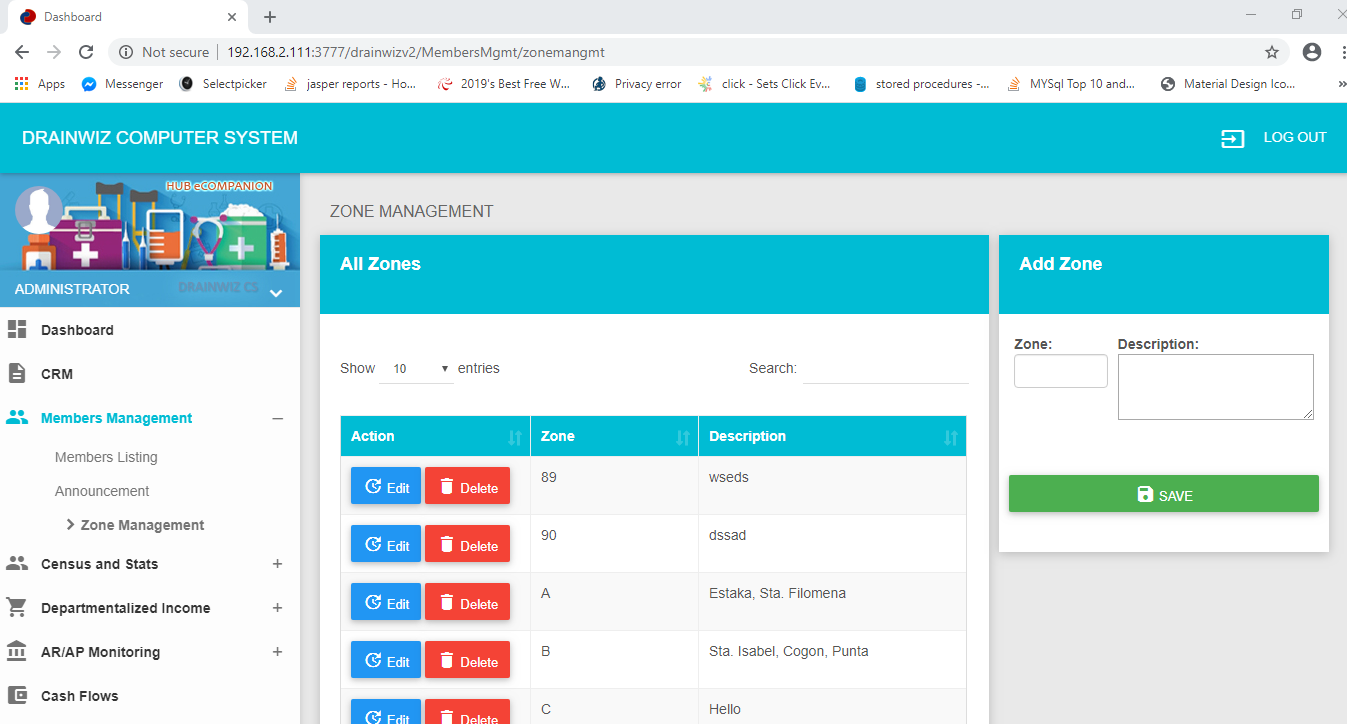 Dashboard
Not secure 192.168.2.111:3777/drainwizv2/MembersMgmt/zonemangmt
Apps Messenger Selectpicker jasper reports - Ho... 2019's Best Free W... Privacy error click - Sets Click Ev... stored procedures -... MYSql Top 10 and... Material Design Ico... »
DRAINWIZ COMPUTER SYSTEM LOG OUT
HUB eCOMPANION
ADMINISTRATOR DRAINWIZ CS
Dashboard
CRM
Members Management
Members Listing
Announcement
Zone Management
Census and Stats +
Departmentalized Income +
AR/AP Monitoring +
Cash Flows
ZONE MANAGEMENT
All Zones
Show 10 entries Search:
Action Zone Description
Edit Delete 89 wseds
Edit Delete 90 dssad
Edit Delete A Estaka, Sta. Filomena
Edit Delete B Sta. Isabel, Cogon, Punta
Edit Delete C Hello
Add Zone
Zone: Description:
SAVE